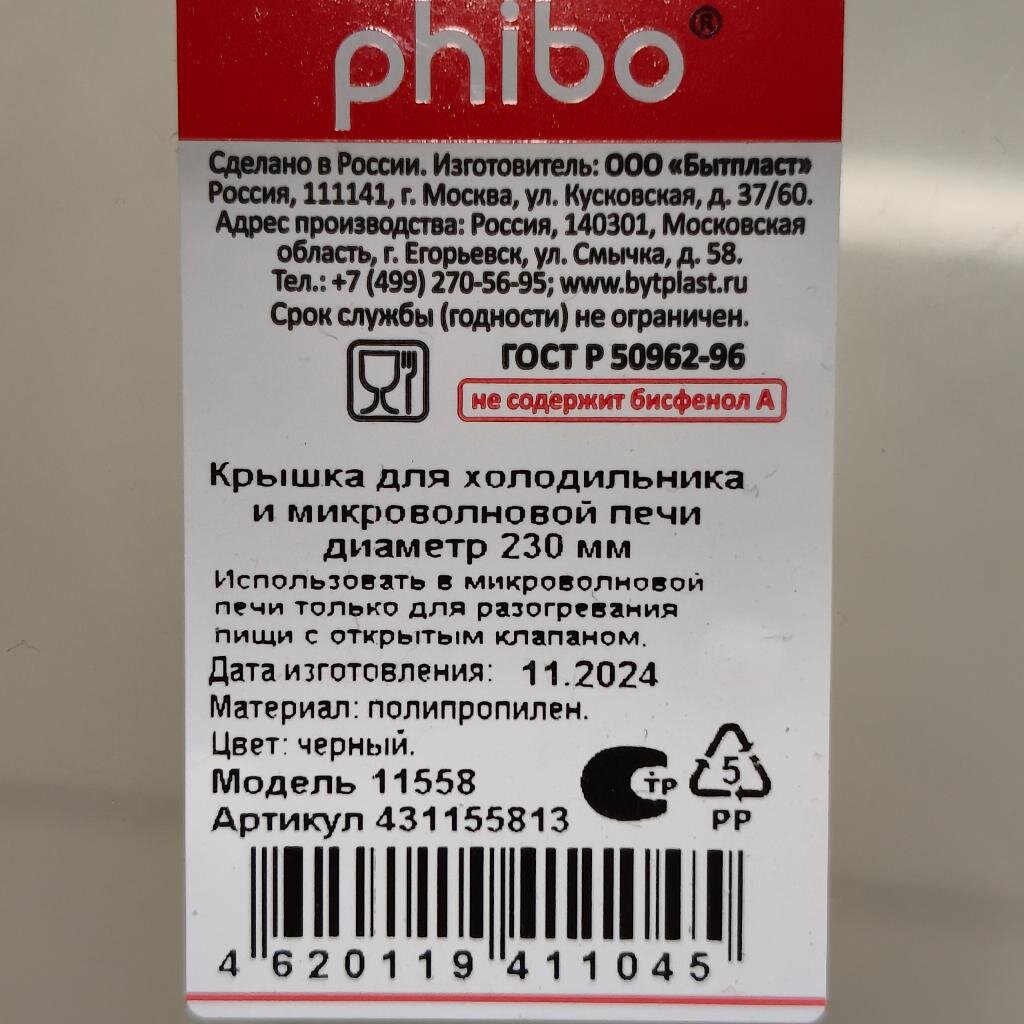 phibo®
Сделано в России. Изготовитель: ООО «Бытпласт»
Россия, 111141, г. Москва, ул. Кусковская, д. 37/60.
Адрес производства: Россия, 140301, Московская
область, г. Егорьевск, ул. Смычка, д. 58.
Тел.: +7 (499) 270-56-95; www.bytplast.ru
Срок службы (годности) не ограничен.
ГОСТ Р 50962-96
не содержит бисфенол А
Крышка для холодильника
и микроволновой печи
диаметр 230 мм
Использовать в микроволновой
печи только для разогревания
пищи с открытым клапаном.
Дата изготовления: 11.2024
Материал: полипропилен.
Цвет: черный.
Модель 11558
Артикул 431155813
тр
5
PP
4 620119 411045